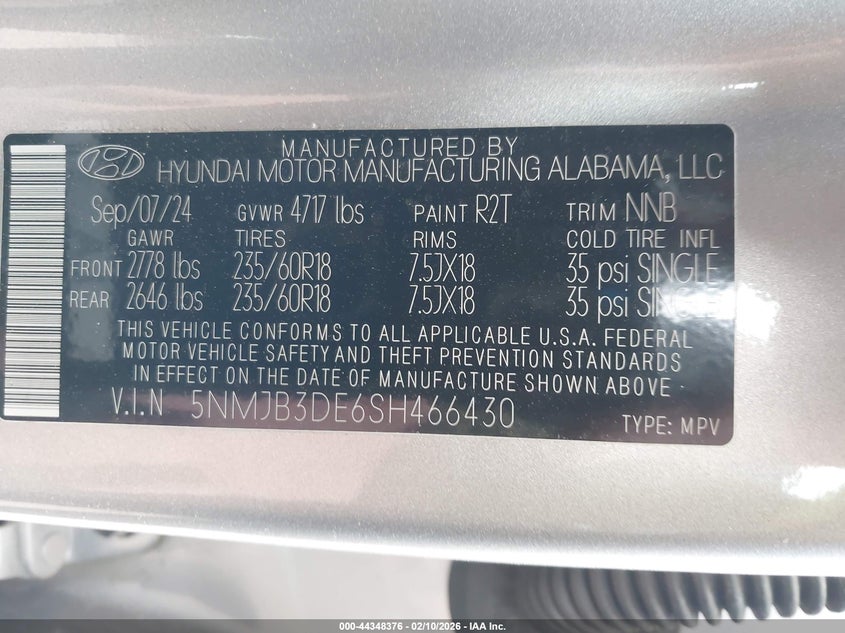 MANUFACTURED BY
HYUNDAI MOTOR MANUFACTURING ALABAMA, LLC
Sep/07/24 GVWR 4717 lbs PAINT R2T TRIM NNB
GAWR TIRES RIMS COLD TIRE INFL
FRONT 2778 lbs 235/60R18 7.5JX18 35 psi SINGLE
REAR 2646 lbs 235/60R18 7.5JX18 35 psi SINGLE
THIS VEHICLE CONFORMS TO ALL APPLICABLE U.S.A. FEDERAL
MOTOR VEHICLE SAFETY AND THEFT PREVENTION STANDARDS
IN EFFECT ON THE DATE OF MANUFACTURE SHOWN ABOVE.
V.I.N 5NMJB3DE6SH466430 TYPE: MPV
000-44348376 | 02/10/2026 - IAA Inc.